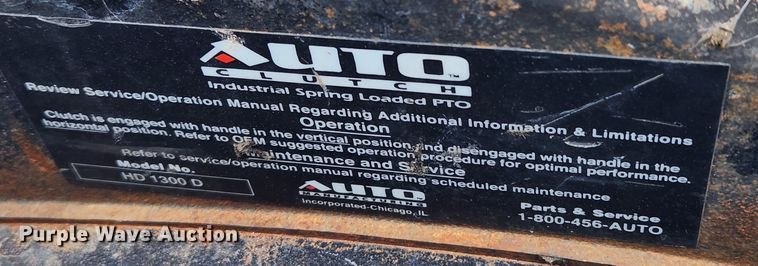 AUTO™
CLUTCH
Industrial Spring Loaded PTO
Review Service/Operation Manual Regarding Additional Information & Limitations
Operation
Clutch is engaged with handle in the vertical position and disengaged with handle in the
horizontal position. Refer to OEM suggested operation procedure for optimal performance.
Maintenance and Service
Refer to service/operation manual regarding scheduled maintenance
Model No.
HD 1300 D
AUTO
MANUFACTURING
Incorporated-Chicago, IL
Parts & Service
1-800-456-AUTO
Purple Wave Auction